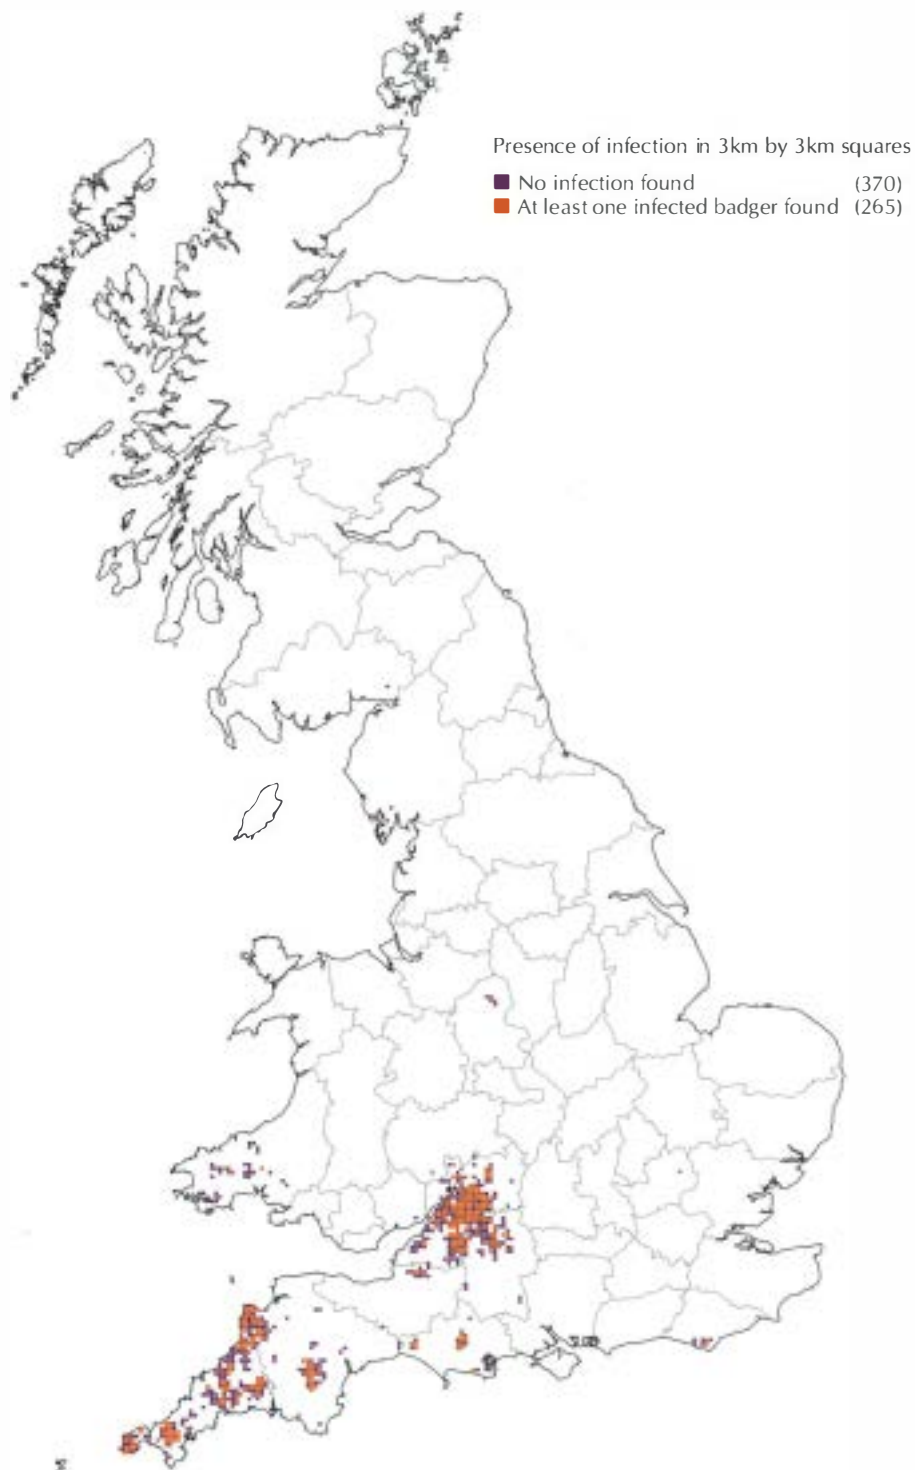 Presence of infection in 3km by 3km squares
No infection found (370)
At least one infected badger found (265)